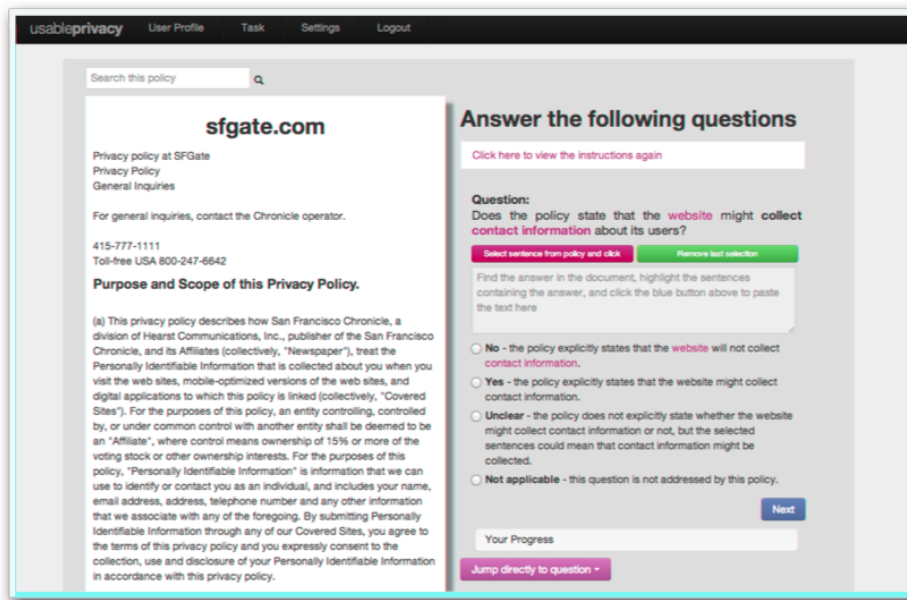 usableprivacy User Profile Task Settings Logout
Search this policy
sfgate.com
Privacy policy at SFGate
Privacy Policy
General Inquiries
For general inquiries, contact the Chronicle operator.
415-777-1111
Toll-free USA 800-247-6642
Purpose and Scope of this Privacy Policy.
(a) This privacy policy describes how San Francisco Chronicle, a
division of Hearst Communications, Inc., publisher of the San Francisco
Chronicle, and its Affiliates (collectively, "Newspaper"), treat the
Personally Identifiable Information that is collected about you when you
visit the web sites, mobile-optimized versions of the web sites, and
digital applications to which this policy is linked (collectively, "Covered
Sites"). For the purposes of this policy, an entity controlling, controlled
by, or under common control with another entity shall be deemed to be
an "Affiliate", where control means ownership of 15% or more of the
voting stock or other ownership interests. For the purposes of this
policy, "Personally Identifiable Information" is information that we can
use to identify or contact you as an individual, and includes your name,
email address, address, telephone number and any other information
that we associate with any of the foregoing. By submitting Personally
Identifiable Information through any of our Covered Sites, you agree to
the terms of this privacy policy and you expressly consent to the
collection, use and disclosure of your Personally Identifiable Information
in accordance with this privacy policy.
Answer the following questions
Click here to view the instructions again
Question:
Does the policy state that the website might collect
contact information about its users?
Select sentence from policy and click Remove last selection
Find the answer in the document, highlight the sentences
containing the answer, and click the blue button above to paste
the text here
No - the policy explicitly states that the website will not collect
contact information.
Yes - the policy explicitly states that the website might collect
contact information.
Unclear - the policy does not explicitly state whether the website
might collect contact information or not, but the selected
sentences could mean that contact information might be
collected.
Not applicable - this question is not addressed by this policy.
Next
Your Progress
Jump directly to question